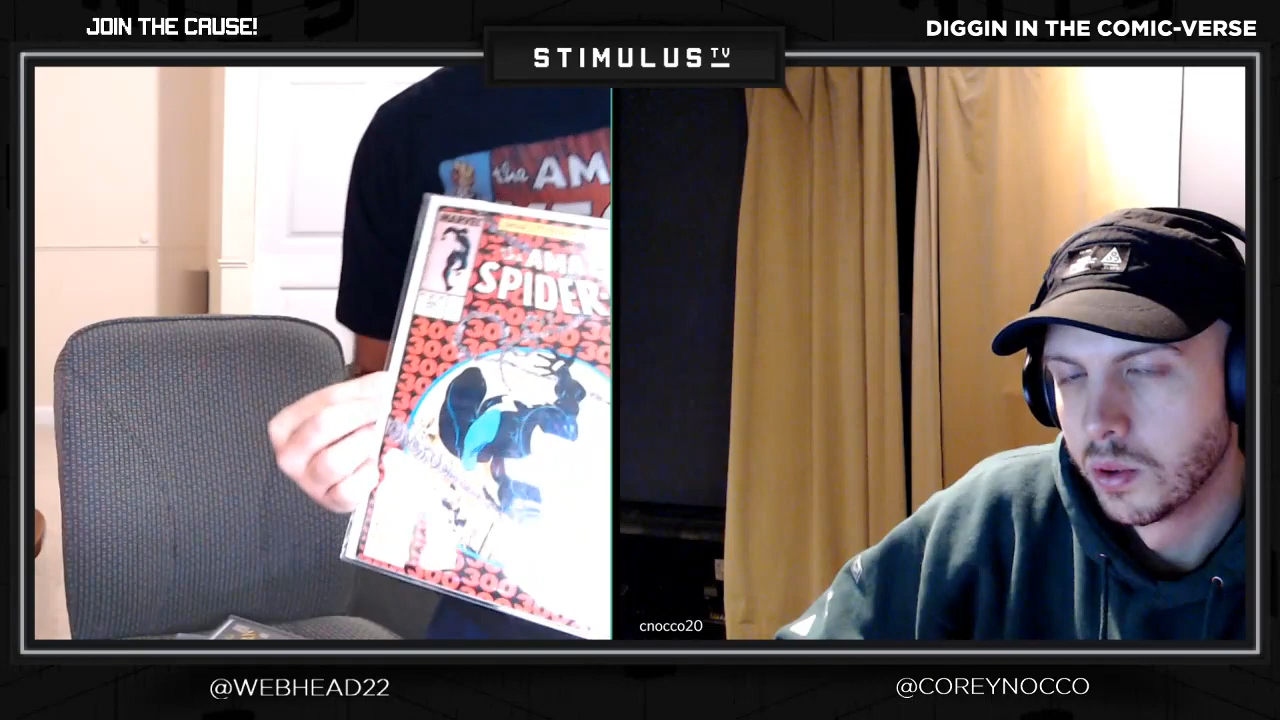 JOIN THE CAUSE!
STIMULUS TV
DIGGIN IN THE COMIC-VERSE
the AM
MARVEL
the AMA
SPIDER-
300
cnocco20
@WEBHEAD22
@COREYNOCCO